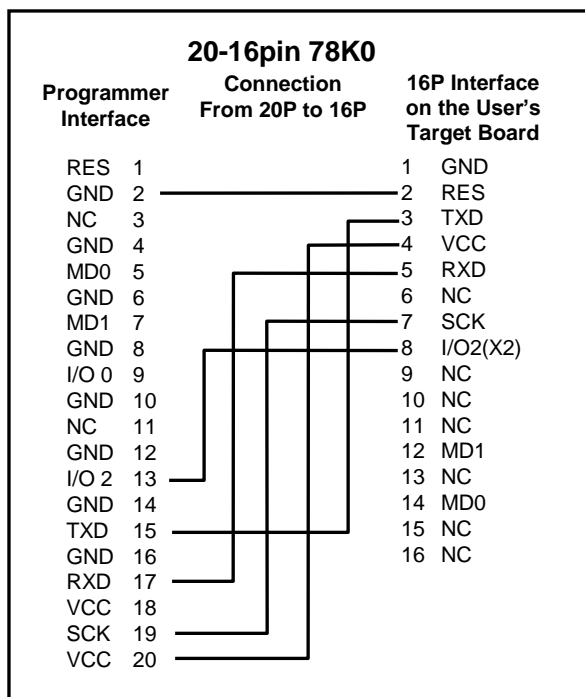 20-16pin 78K0
Connection
From 20P to 16P
Programmer
Interface
16P Interface
on the User's
Target Board
RES 1
GND 2
NC 3
GND 4
MD0 5
GND 6
MD1 7
GND 8
I/O 0 9
GND 10
NC 11
GND 12
I/O 2 13
GND 14
TXD 15
GND 16
RXD 17
VCC 18
SCK 19
VCC 20
1 GND
2 RES
3 TXD
4 VCC
5 RXD
6 NC
7 SCK
8 I/O2(X2)
9 NC
10 NC
11 NC
12 MD1
13 NC
14 MD0
15 NC
16 NC